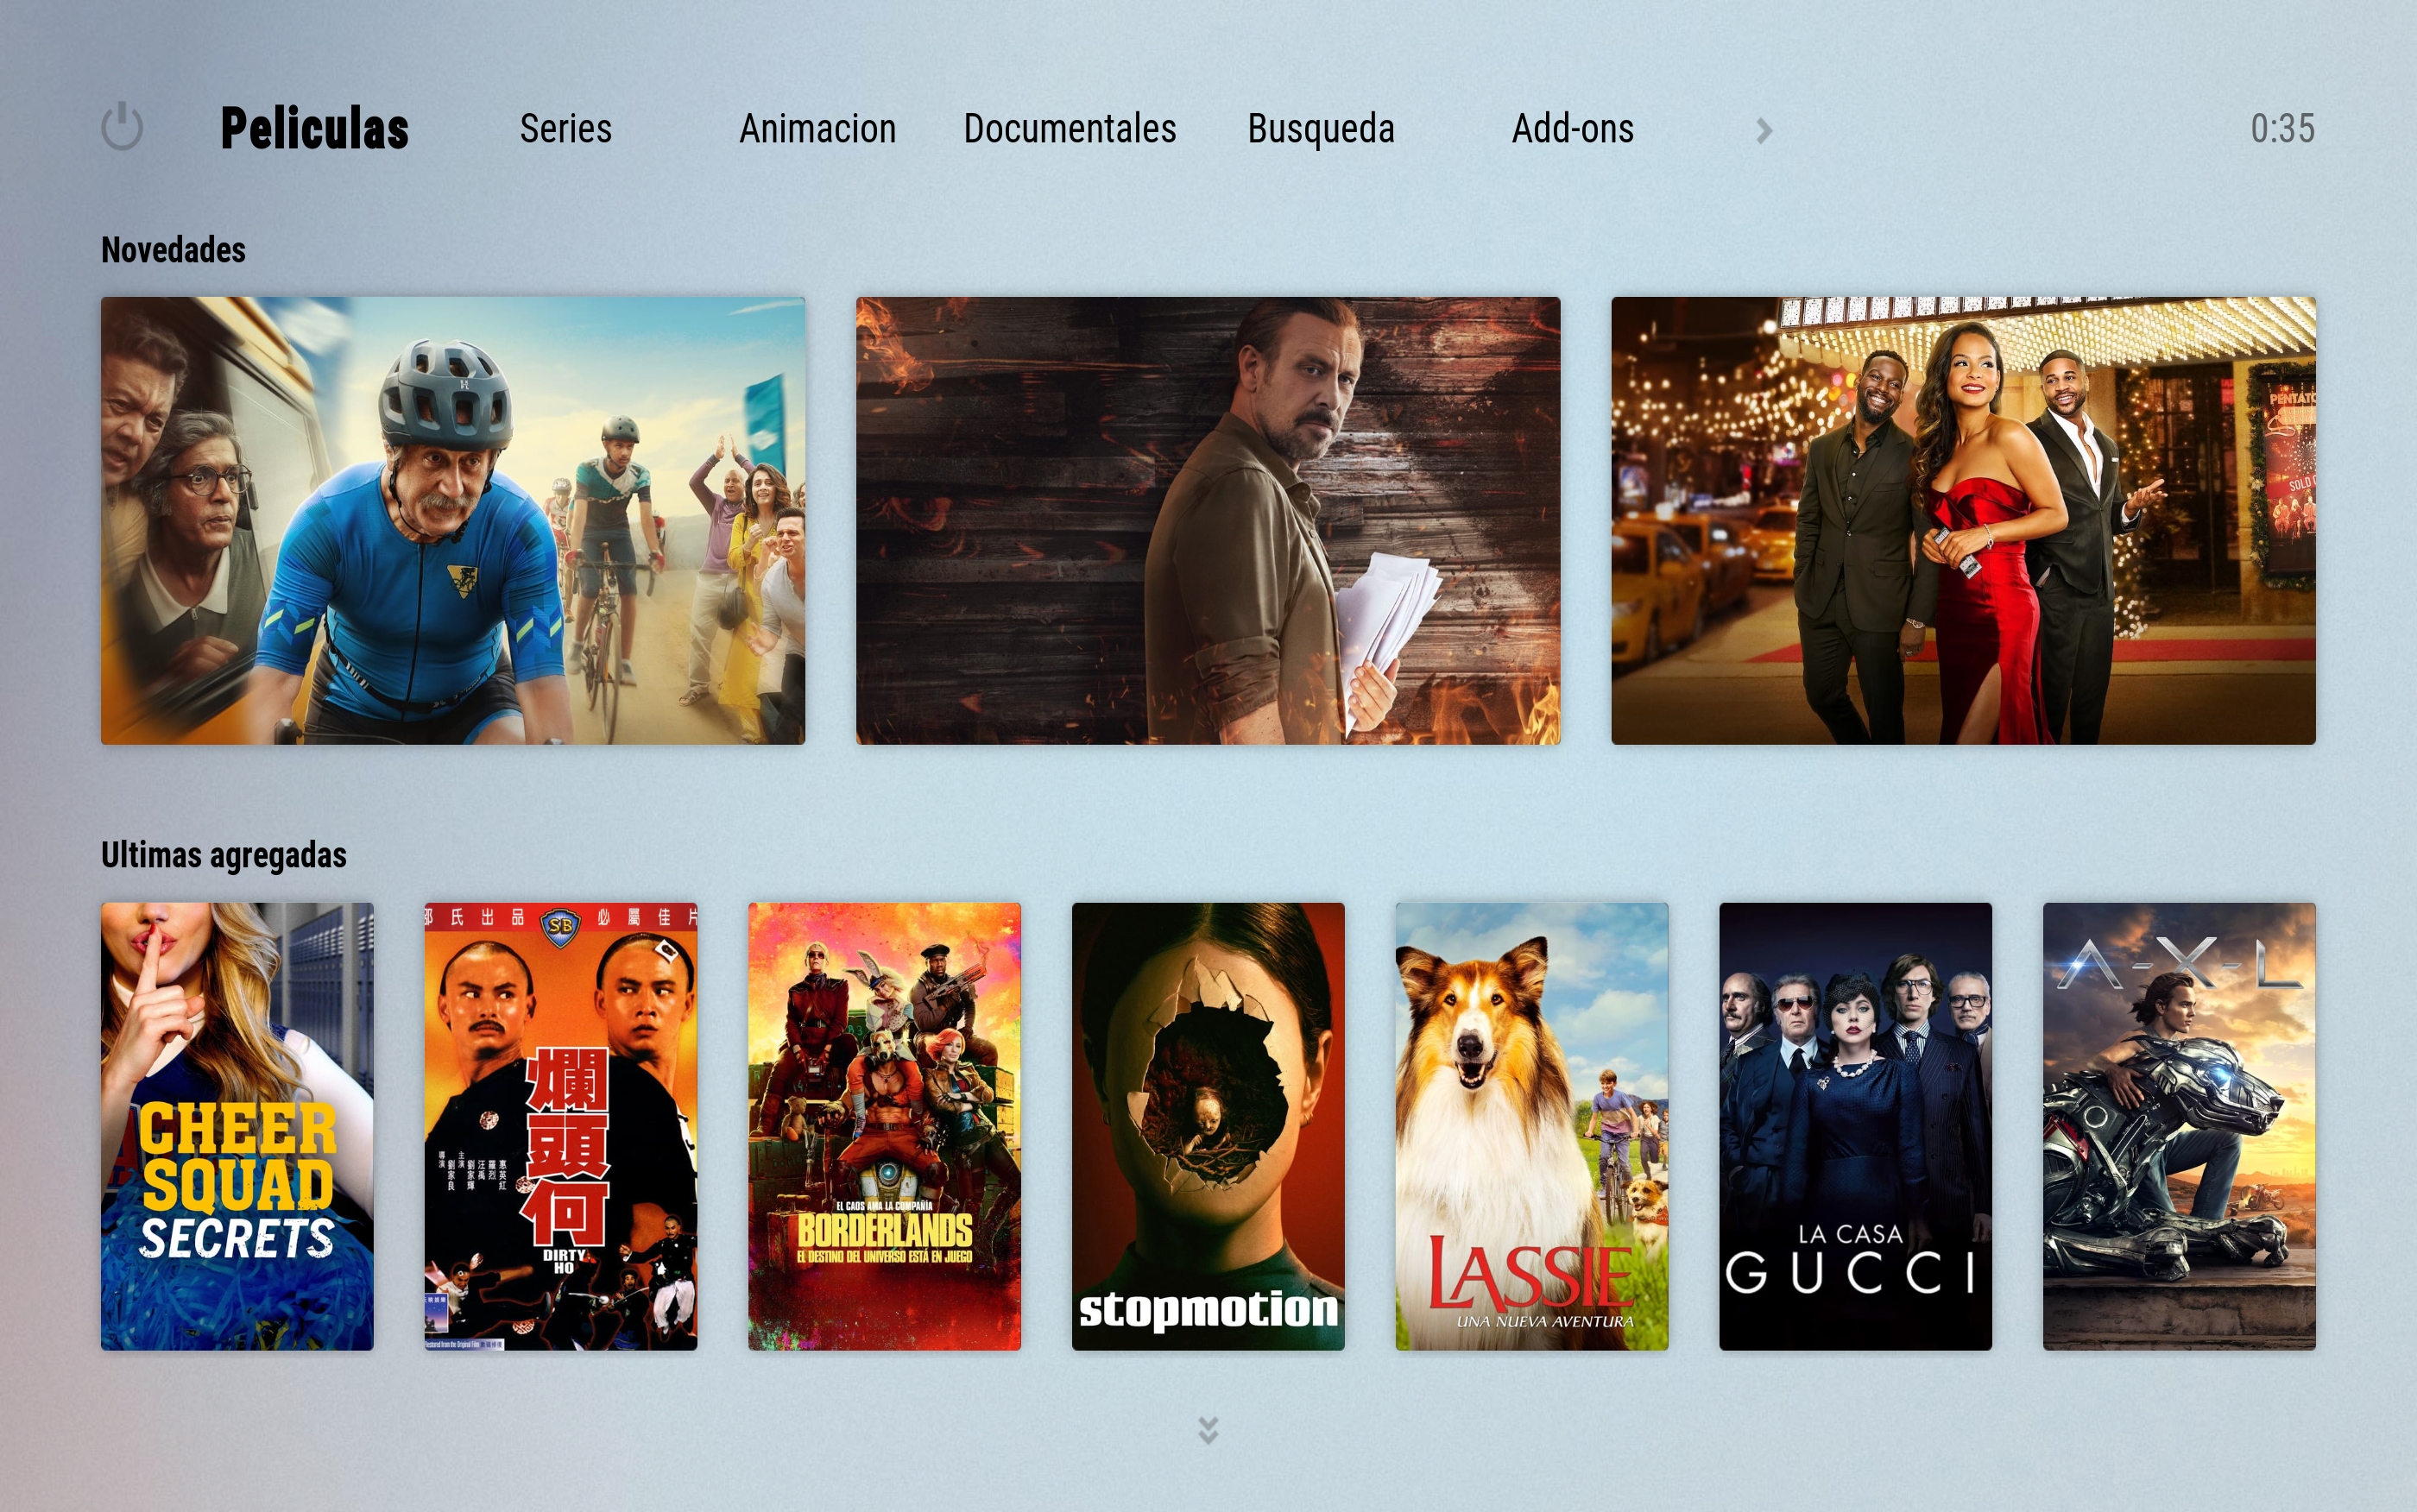 Peliculas
Series
Animacion
Documentales
Busqueda
Add-ons
0:35
Novedades
SOLD
Ultimas agregadas
CHEER
SQUAD
SECRETS
邵氏出品 SB 必屬佳片
爛頭何
DIRTY
HO
EL CAOS AMA LA COMPAÑÍA
BORDERLANDS
EL DESTINO DEL UNIVERSO ESTÁ EN JUEGO
stopmotion
LASSIE
UNA NUEVA AVENTURA
LA CASA
GUCCI
A-X-L